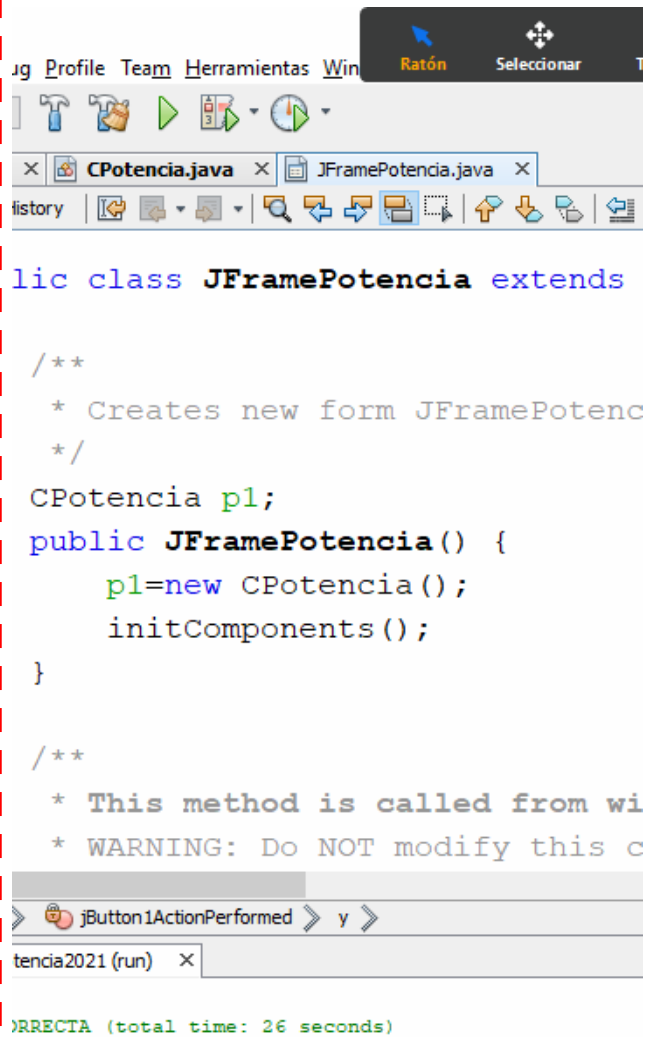 Ratón Seleccionar T
ug Profile Team Herramientas Win
CPotencia.java JFramePotencia.java
History
lic class JFramePotencia extends
/**
* Creates new form JFramePotenc
*/
CPotencia p1;
public JFramePotencia() {
p1=new CPotencia();
initComponents();
}
/**
* This method is called from wi
* WARNING: Do NOT modify this c
jButton1ActionPerformed y
tencia2021 (run)
ORRECTA (total time: 26 seconds)